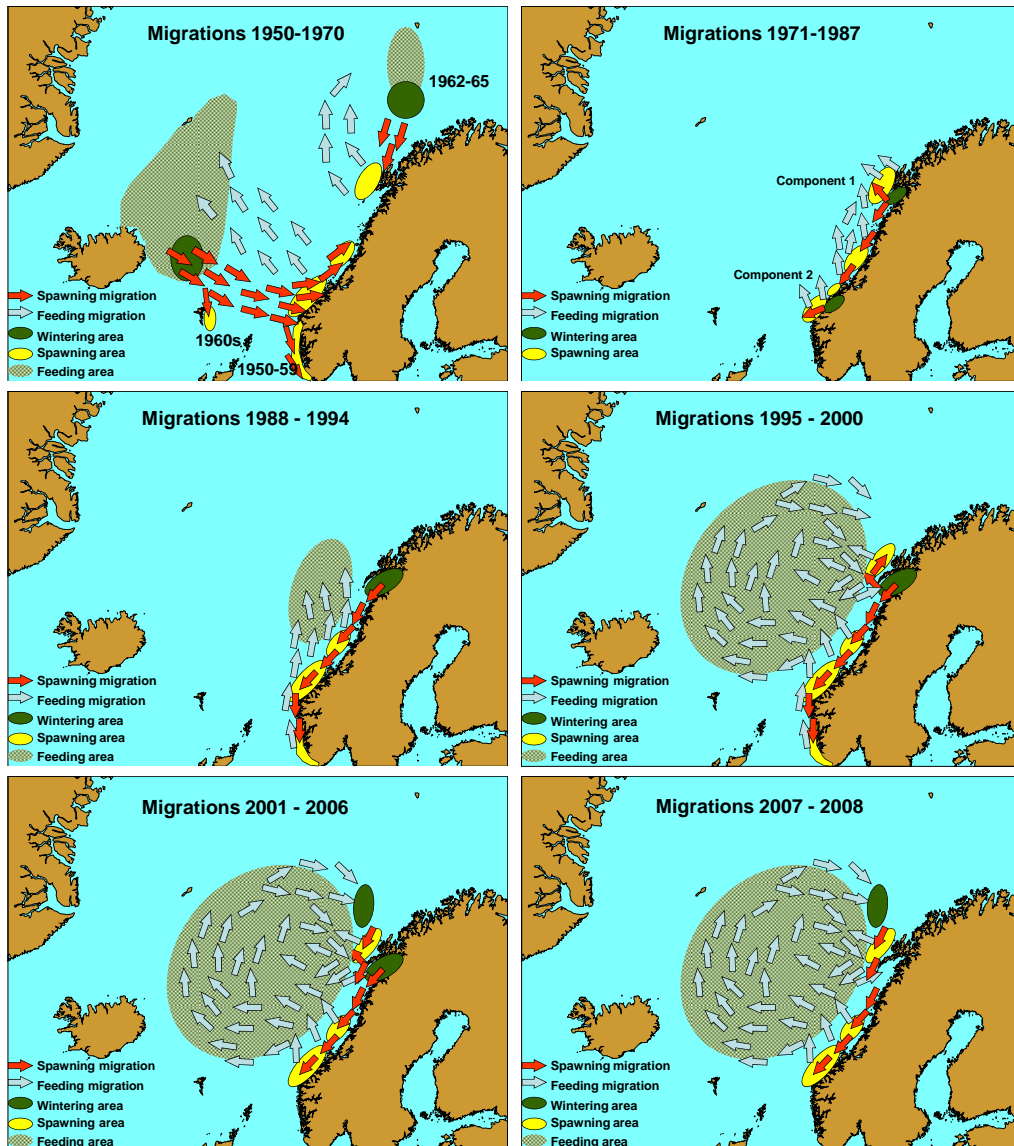 Migrations 1950-1970
1962-65
1960s
1950-59
Spawning migration
Feeding migration
Wintering area
Spawning area
Feeding area
Migrations 1971-1987
Component 1
Component 2
Spawning migration
Feeding migration
Wintering area
Spawning area
Migrations 1988 - 1994
Spawning migration
Feeding migration
Wintering area
Spawning area
Feeding area
Migrations 1995 - 2000
Spawning migration
Feeding migration
Wintering area
Spawning area
Feeding area
Migrations 2001 - 2006
Spawning migration
Feeding migration
Wintering area
Spawning area
Feeding area
Migrations 2007 - 2008
Spawning migration
Feeding migration
Wintering area
Spawning area
Feeding area